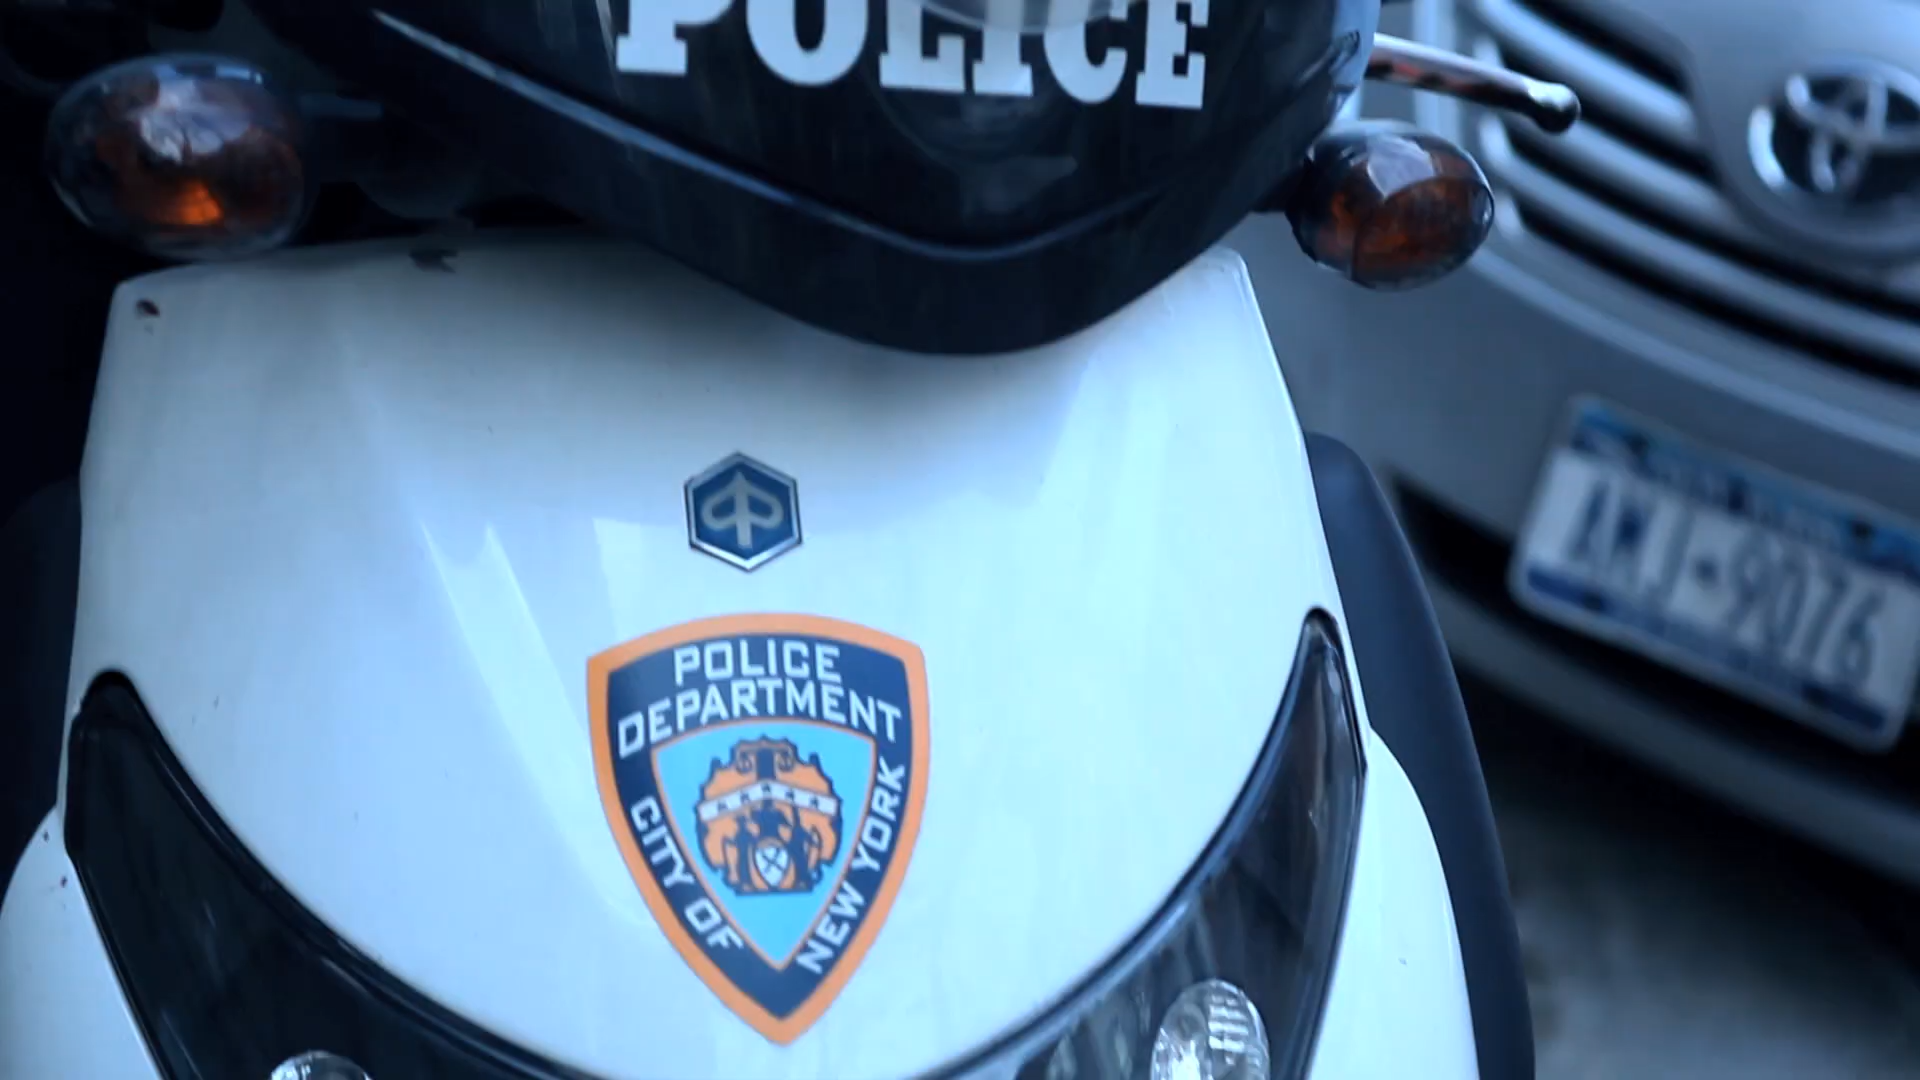 POLICE
POLICE
DEPARTMENT
CITY OF
NEW YORK